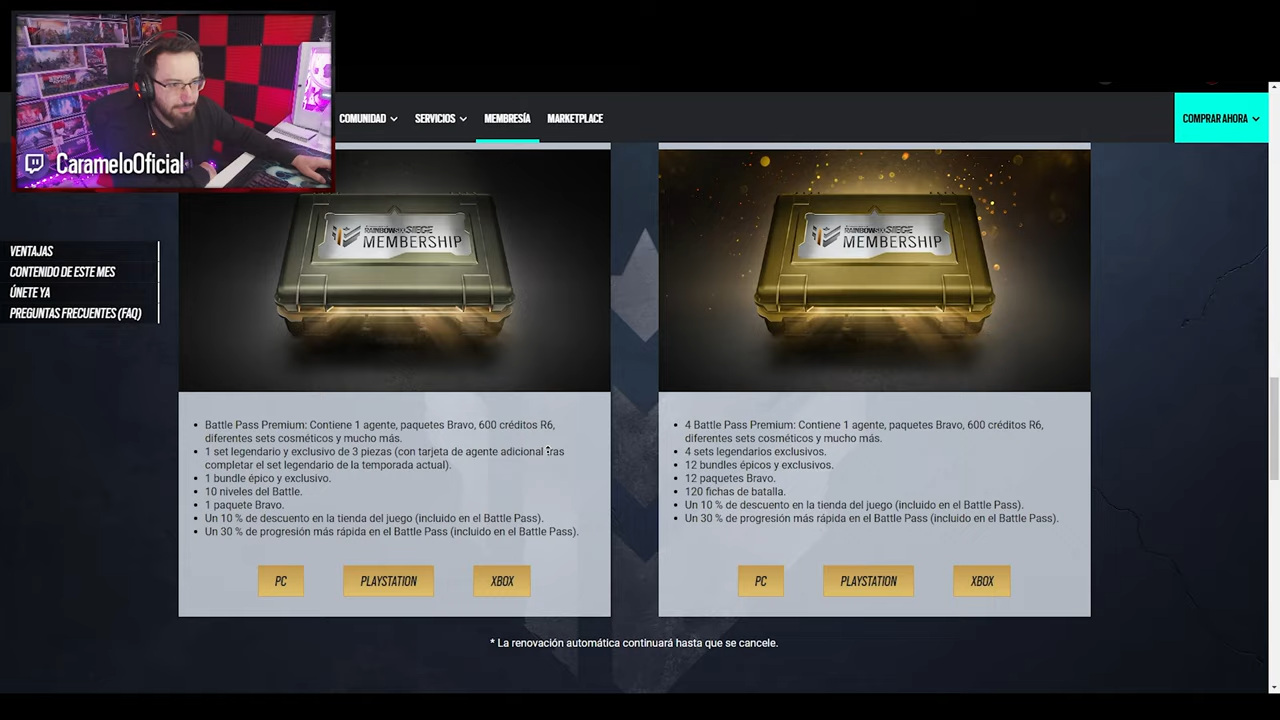 CarameloOficial
COMUNIDAD
SERVICIOS
MEMBRESÍA
MARKETPLACE
COMPRAR AHORA
VENTAJAS
CONTENIDO DE ESTE MES
ÚNETE YA
PREGUNTAS FRECUENTES (FAQ)
RAINBOW SIX SIEGE
MEMBERSHIP
• Battle Pass Premium: Contiene 1 agente, paquetes Bravo, 600 créditos R6,
diferentes sets cosméticos y mucho más.
• 1 set legendario y exclusivo de 3 piezas (con tarjeta de agente adicional tras
completar el set legendario de la temporada actual).
• 1 bundle épico y exclusivo.
• 10 niveles del Battle.
• 1 paquete Bravo.
• Un 10 % de descuento en la tienda del juego (incluido en el Battle Pass).
• Un 30 % de progresión más rápida en el Battle Pass (incluido en el Battle Pass).
PC
PLAYSTATION
XBOX
RAINBOW SIX SIEGE
MEMBERSHIP
• 4 Battle Pass Premium: Contiene 1 agente, paquetes Bravo, 600 créditos R6,
diferentes sets cosméticos y mucho más.
• 4 sets legendarios exclusivos.
• 12 bundles épicos y exclusivos.
• 12 paquetes Bravo.
• 120 fichas de batalla.
• Un 10 % de descuento en la tienda del juego (incluido en el Battle Pass).
• Un 30 % de progresión más rápida en el Battle Pass (incluido en el Battle Pass).
PC
PLAYSTATION
XBOX
* La renovación automática continuará hasta que se cancele.